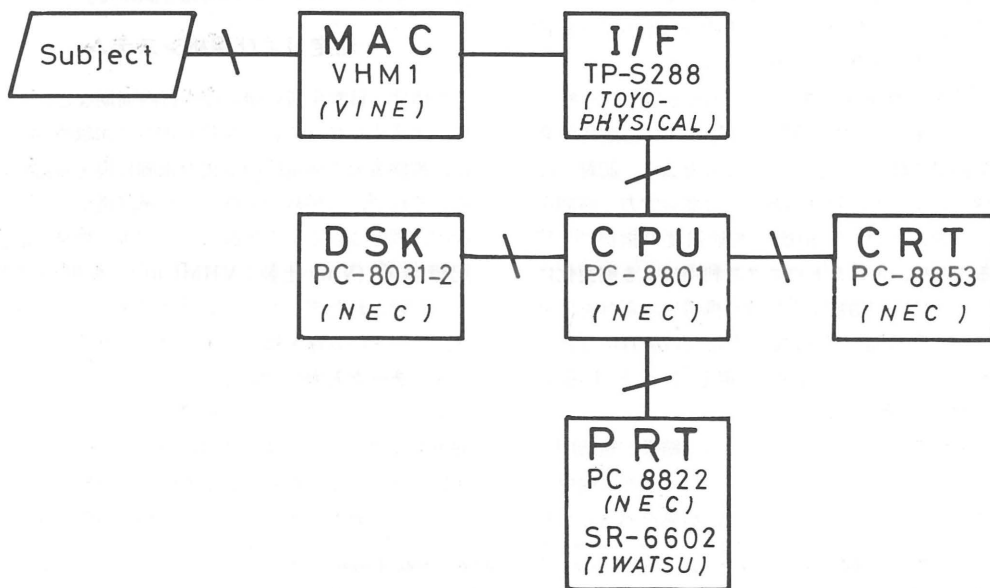 Subject
MAC
VHM1
(VINE)
I/F
TP-S288
(TOYO-
PHYSICAL)
DSK
PC-8031-2
(NEC)
CPU
PC-8801
(NEC)
CRT
PC-8853
(NEC)
PRT
PC 8822
(NEC)
SR-6602
(IWATSU)